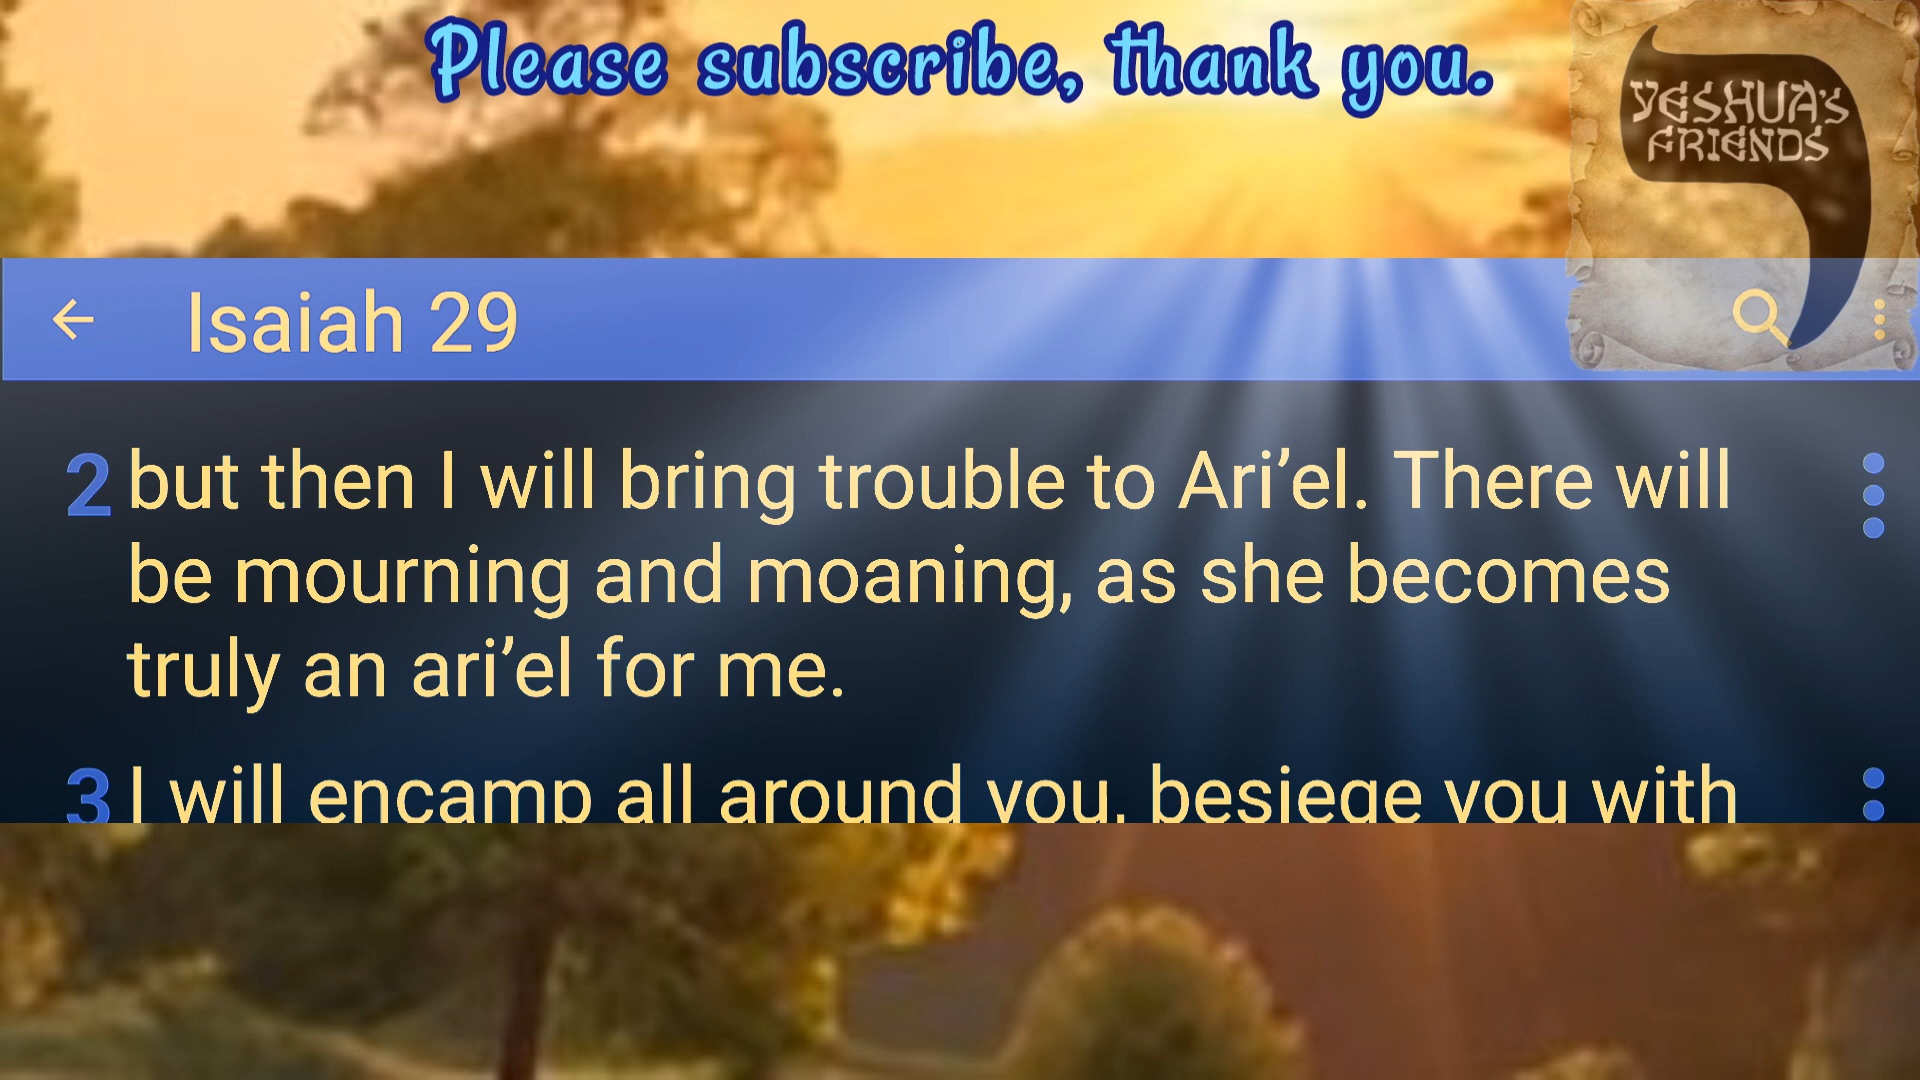 Please subscribe, thank you.
YESHUA'S
FRIENDS
Isaiah 29
2 but then I will bring trouble to Ari’el. There will
be mourning and moaning, as she becomes
truly an ari’el for me.
3 I will encamp all around you, besiege you with